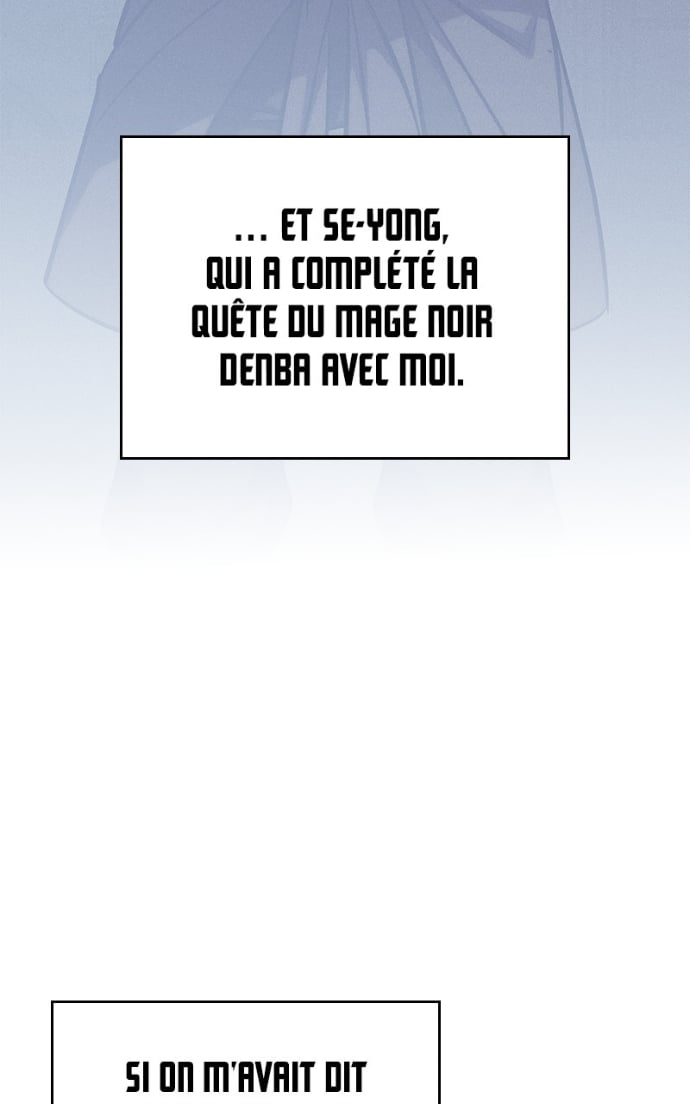 ... ET SE-YONG,
QUI A COMPLÉTÉ LA
QUÊTE DU MAGE NOIR
DENBA AVEC MOI.
SI ON M'AVAIT DIT